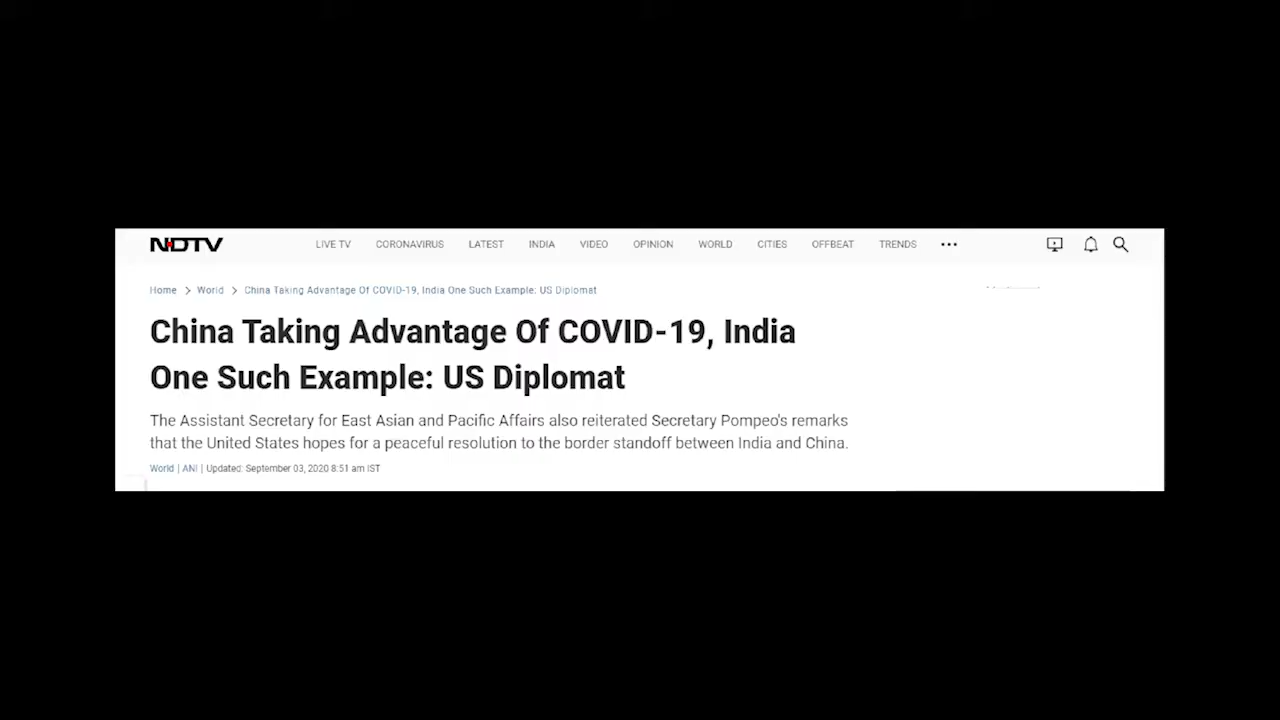 NDTV LIVE TV CORONAVIRUS LATEST INDIA VIDEO OPINION WORLD CITIES OFFBEAT TRENDS •••
Home > World > China Taking Advantage Of COVID-19, India One Such Example: US Diplomat
China Taking Advantage Of COVID-19, India
One Such Example: US Diplomat
The Assistant Secretary for East Asian and Pacific Affairs also reiterated Secretary Pompeo's remarks
that the United States hopes for a peaceful resolution to the border standoff between India and China.
World | ANI | Updated: September 03, 2020 8:51 am IST